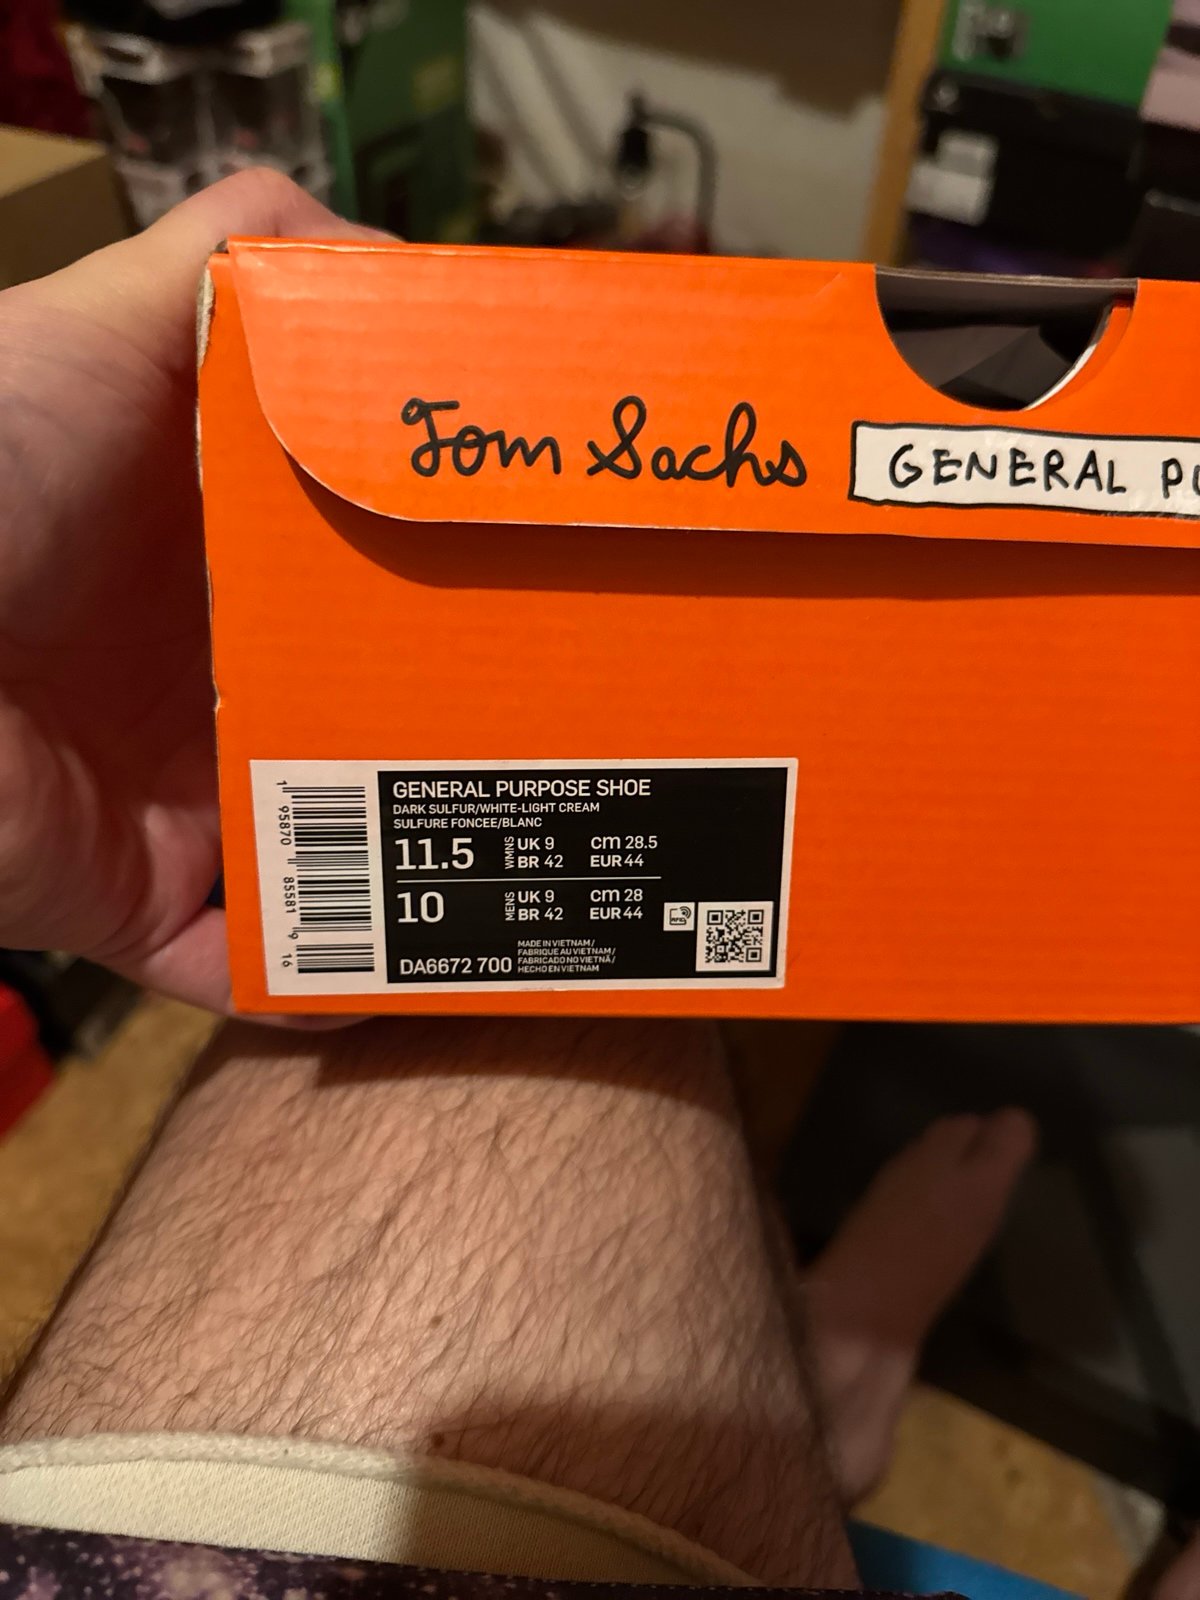 Tom Sachs
GENERAL
GENERAL PURPOSE SHOE
DARK SULFUR/WHITE-LIGHT CREAM
SULFURE FONCEE/BLANC
11.5 WMNS UK 9 cm 28.5
BR 42 EUR 44
10 MENS UK 9 cm 28
BR 42 EUR 44
MADE IN VIETNAM/
FABRIQUE AU VIETNAM/
FABRICADO NO VIETNÃ/
DA6672 700 HECHO EN VIETNAM
1 95870 85581 9 16